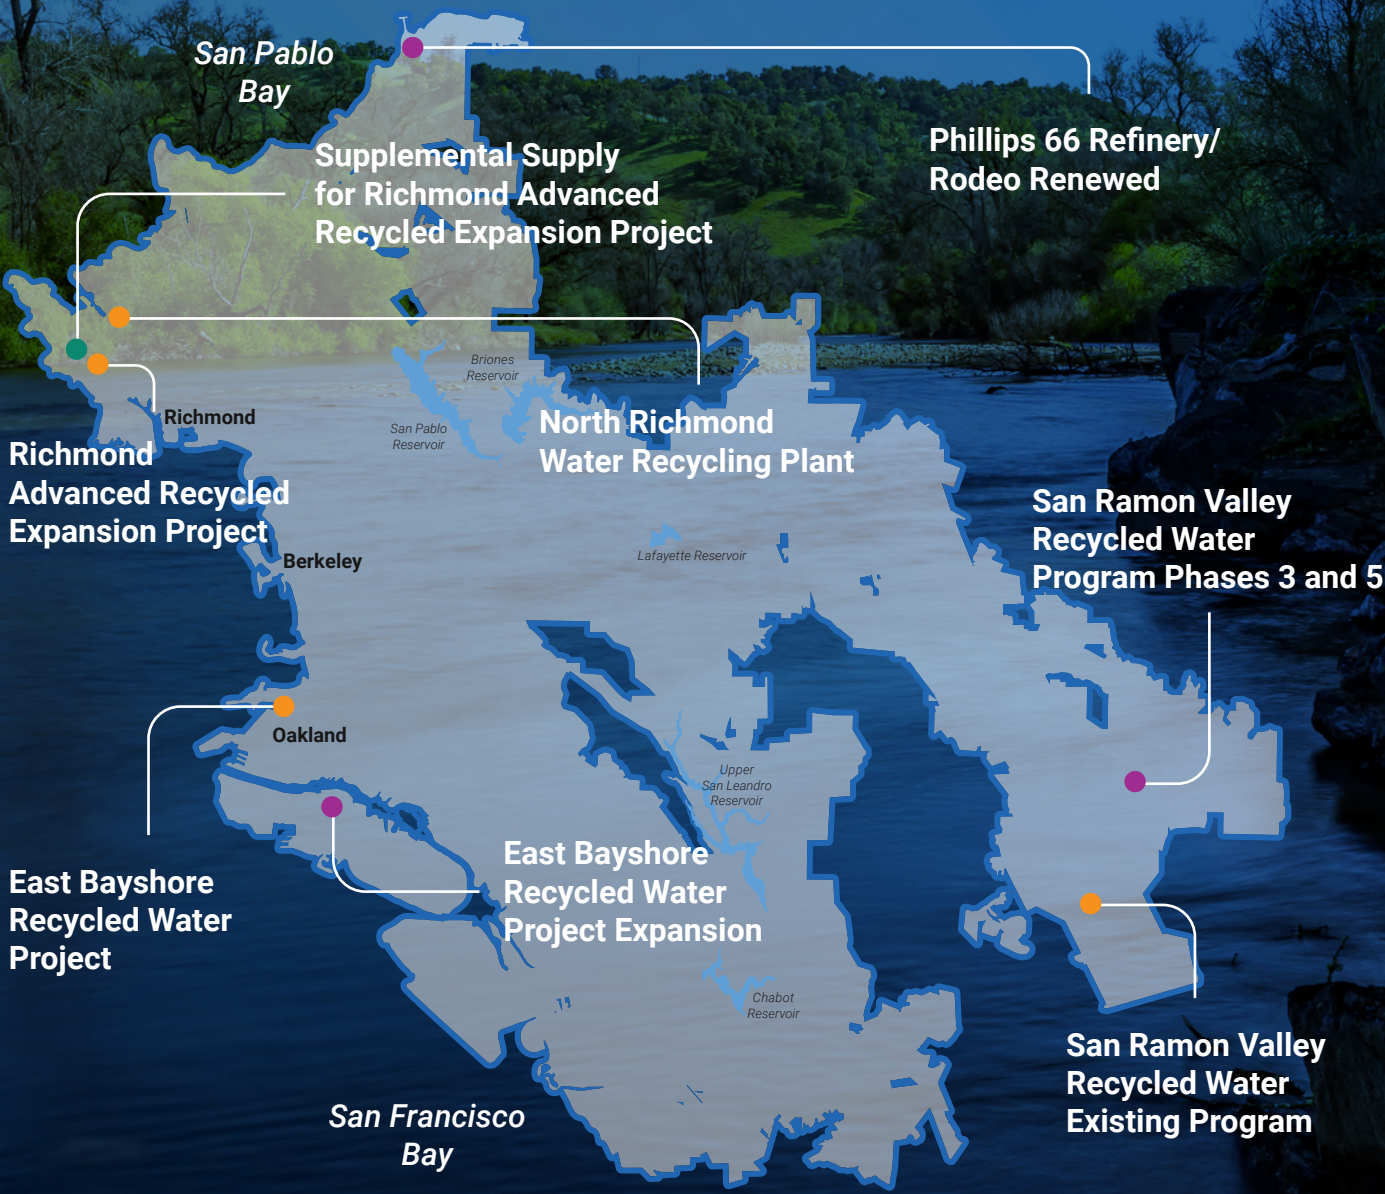 San Pablo
Bay
Phillips 66 Refinery/
Rodeo Renewed
Supplemental Supply
for Richmond Advanced
Recycled Expansion Project
Briones
Reservoir
San Pablo
Reservoir
Richmond
North Richmond
Water Recycling Plant
Richmond
Advanced Recycled
Expansion Project
San Ramon Valley
Recycled Water
Program Phases 3 and 5
Lafayette Reservoir
Berkeley
Oakland
Upper
San Leandro
Reservoir
East Bayshore
Recycled Water
Project
East Bayshore
Recycled Water
Project Expansion
Chabot
Reservoir
San Ramon Valley
Recycled Water
Existing Program
San Francisco
Bay